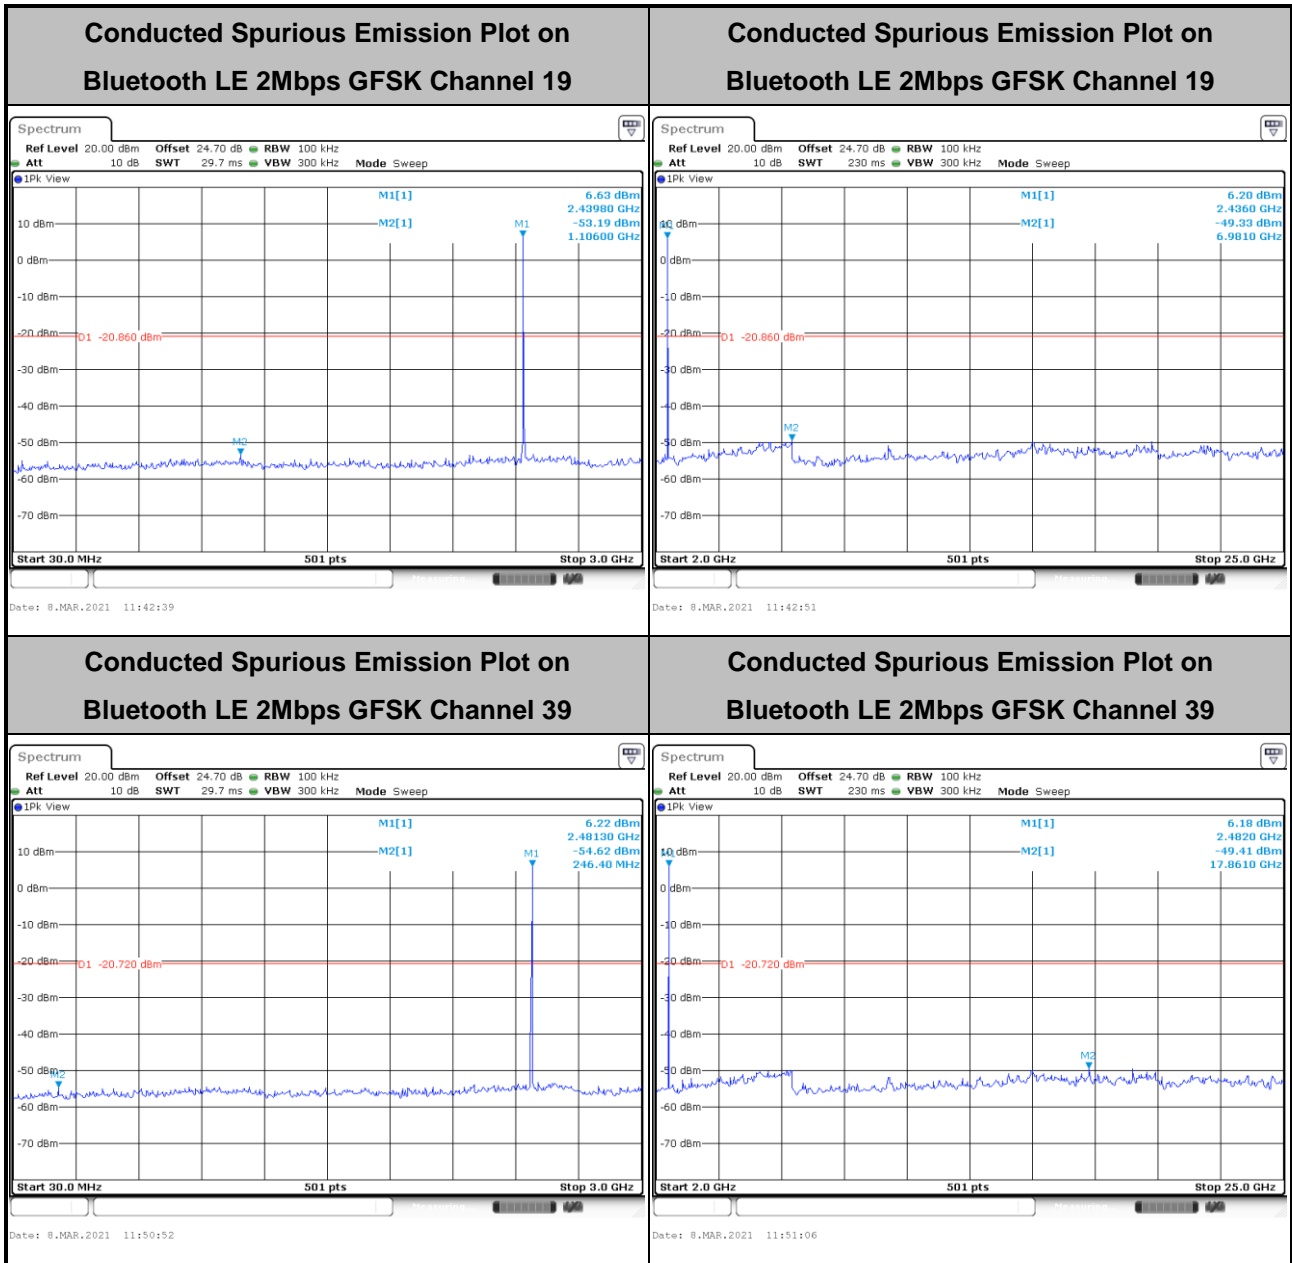 Conducted Spurious Emission Plot on
Bluetooth LE 2Mbps GFSK Channel 19
Spectrum
Ref Level 20.00 dBm Offset 24.70 dB RBW 100 kHz
Att 10 dB SWT 29.7 ms VBW 300 kHz Mode Sweep
1Pk View
M1[1] 6.63 dBm
2.43980 GHz
M2[1] -53.19 dBm
1.10600 GHz
10 dBm
M1
0 dBm
-10 dBm
-20 dBm
D1 -20.860 dBm
-30 dBm
-40 dBm
-50 dBm
M2
-60 dBm
-70 dBm
Start 30.0 MHz 501 pts Stop 3.0 GHz
Measuring
Date: 8.MAR.2021 11:42:39
Conducted Spurious Emission Plot on
Bluetooth LE 2Mbps GFSK Channel 19
Spectrum
Ref Level 20.00 dBm Offset 24.70 dB RBW 100 kHz
Att 10 dB SWT 230 ms VBW 300 kHz Mode Sweep
1Pk View
M1[1] 6.20 dBm
2.4360 GHz
M2[1] -49.33 dBm
6.9810 GHz
10 dBm
0 dBm
-10 dBm
-20 dBm
D1 -20.860 dBm
-30 dBm
-40 dBm
M2
-50 dBm
-60 dBm
-70 dBm
Start 2.0 GHz 501 pts Stop 25.0 GHz
Measuring
Date: 8.MAR.2021 11:42:51
Conducted Spurious Emission Plot on
Bluetooth LE 2Mbps GFSK Channel 39
Spectrum
Ref Level 20.00 dBm Offset 24.70 dB RBW 100 kHz
Att 10 dB SWT 29.7 ms VBW 300 kHz Mode Sweep
1Pk View
M1[1] 6.22 dBm
2.48130 GHz
M2[1] -54.62 dBm
246.40 MHz
10 dBm
M1
0 dBm
-10 dBm
-20 dBm
D1 -20.720 dBm
-30 dBm
-40 dBm
-50 dBm
M2
-60 dBm
-70 dBm
Start 30.0 MHz 501 pts Stop 3.0 GHz
Measuring
Date: 8.MAR.2021 11:50:52
Conducted Spurious Emission Plot on
Bluetooth LE 2Mbps GFSK Channel 39
Spectrum
Ref Level 20.00 dBm Offset 24.70 dB RBW 100 kHz
Att 10 dB SWT 230 ms VBW 300 kHz Mode Sweep
1Pk View
M1[1] 6.18 dBm
2.4820 GHz
M2[1] -49.41 dBm
17.8610 GHz
10 dBm
0 dBm
-10 dBm
-20 dBm
D1 -20.720 dBm
-30 dBm
-40 dBm
M2
-50 dBm
-60 dBm
-70 dBm
Start 2.0 GHz 501 pts Stop 25.0 GHz
Measuring
Date: 8.MAR.2021 11:51:06